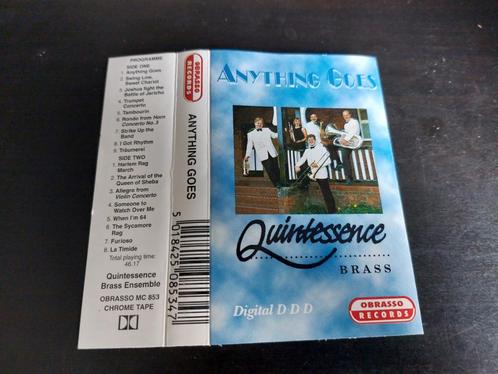 PROGRAMME
SIDE ONE
1. Anything Goes
2. Swing Low,
Sweet Chariot
3. Joshua fight the
Battle of Jericho
4. Trumpet
Concerto
5. Tambourin
6. Rondo from Horn
Concerto No.3
7. Strike Up the
Band
8. I Got Rhythm
9. Träumerei
SIDE TWO
1. Harlem Rag
March
2. The Arrival of the
Queen of Sheba
3. Allegro from
Violin Concerto
4. Someone to
Watch Over Me
5. When I'm 64
6. The Sycamore
Rag
7. Furioso
8. La Timide
Total playing time:
46.17
Quintessence
Brass Ensemble
OBRASSO MC 853
CHROME TAPE
OBRASSO
RECORDS
ANYTHING GOES
5 018425 085347
ANYTHING GOES
Quintessence
BRASS
Digital D·D·D
OBRASSO
RECORDS